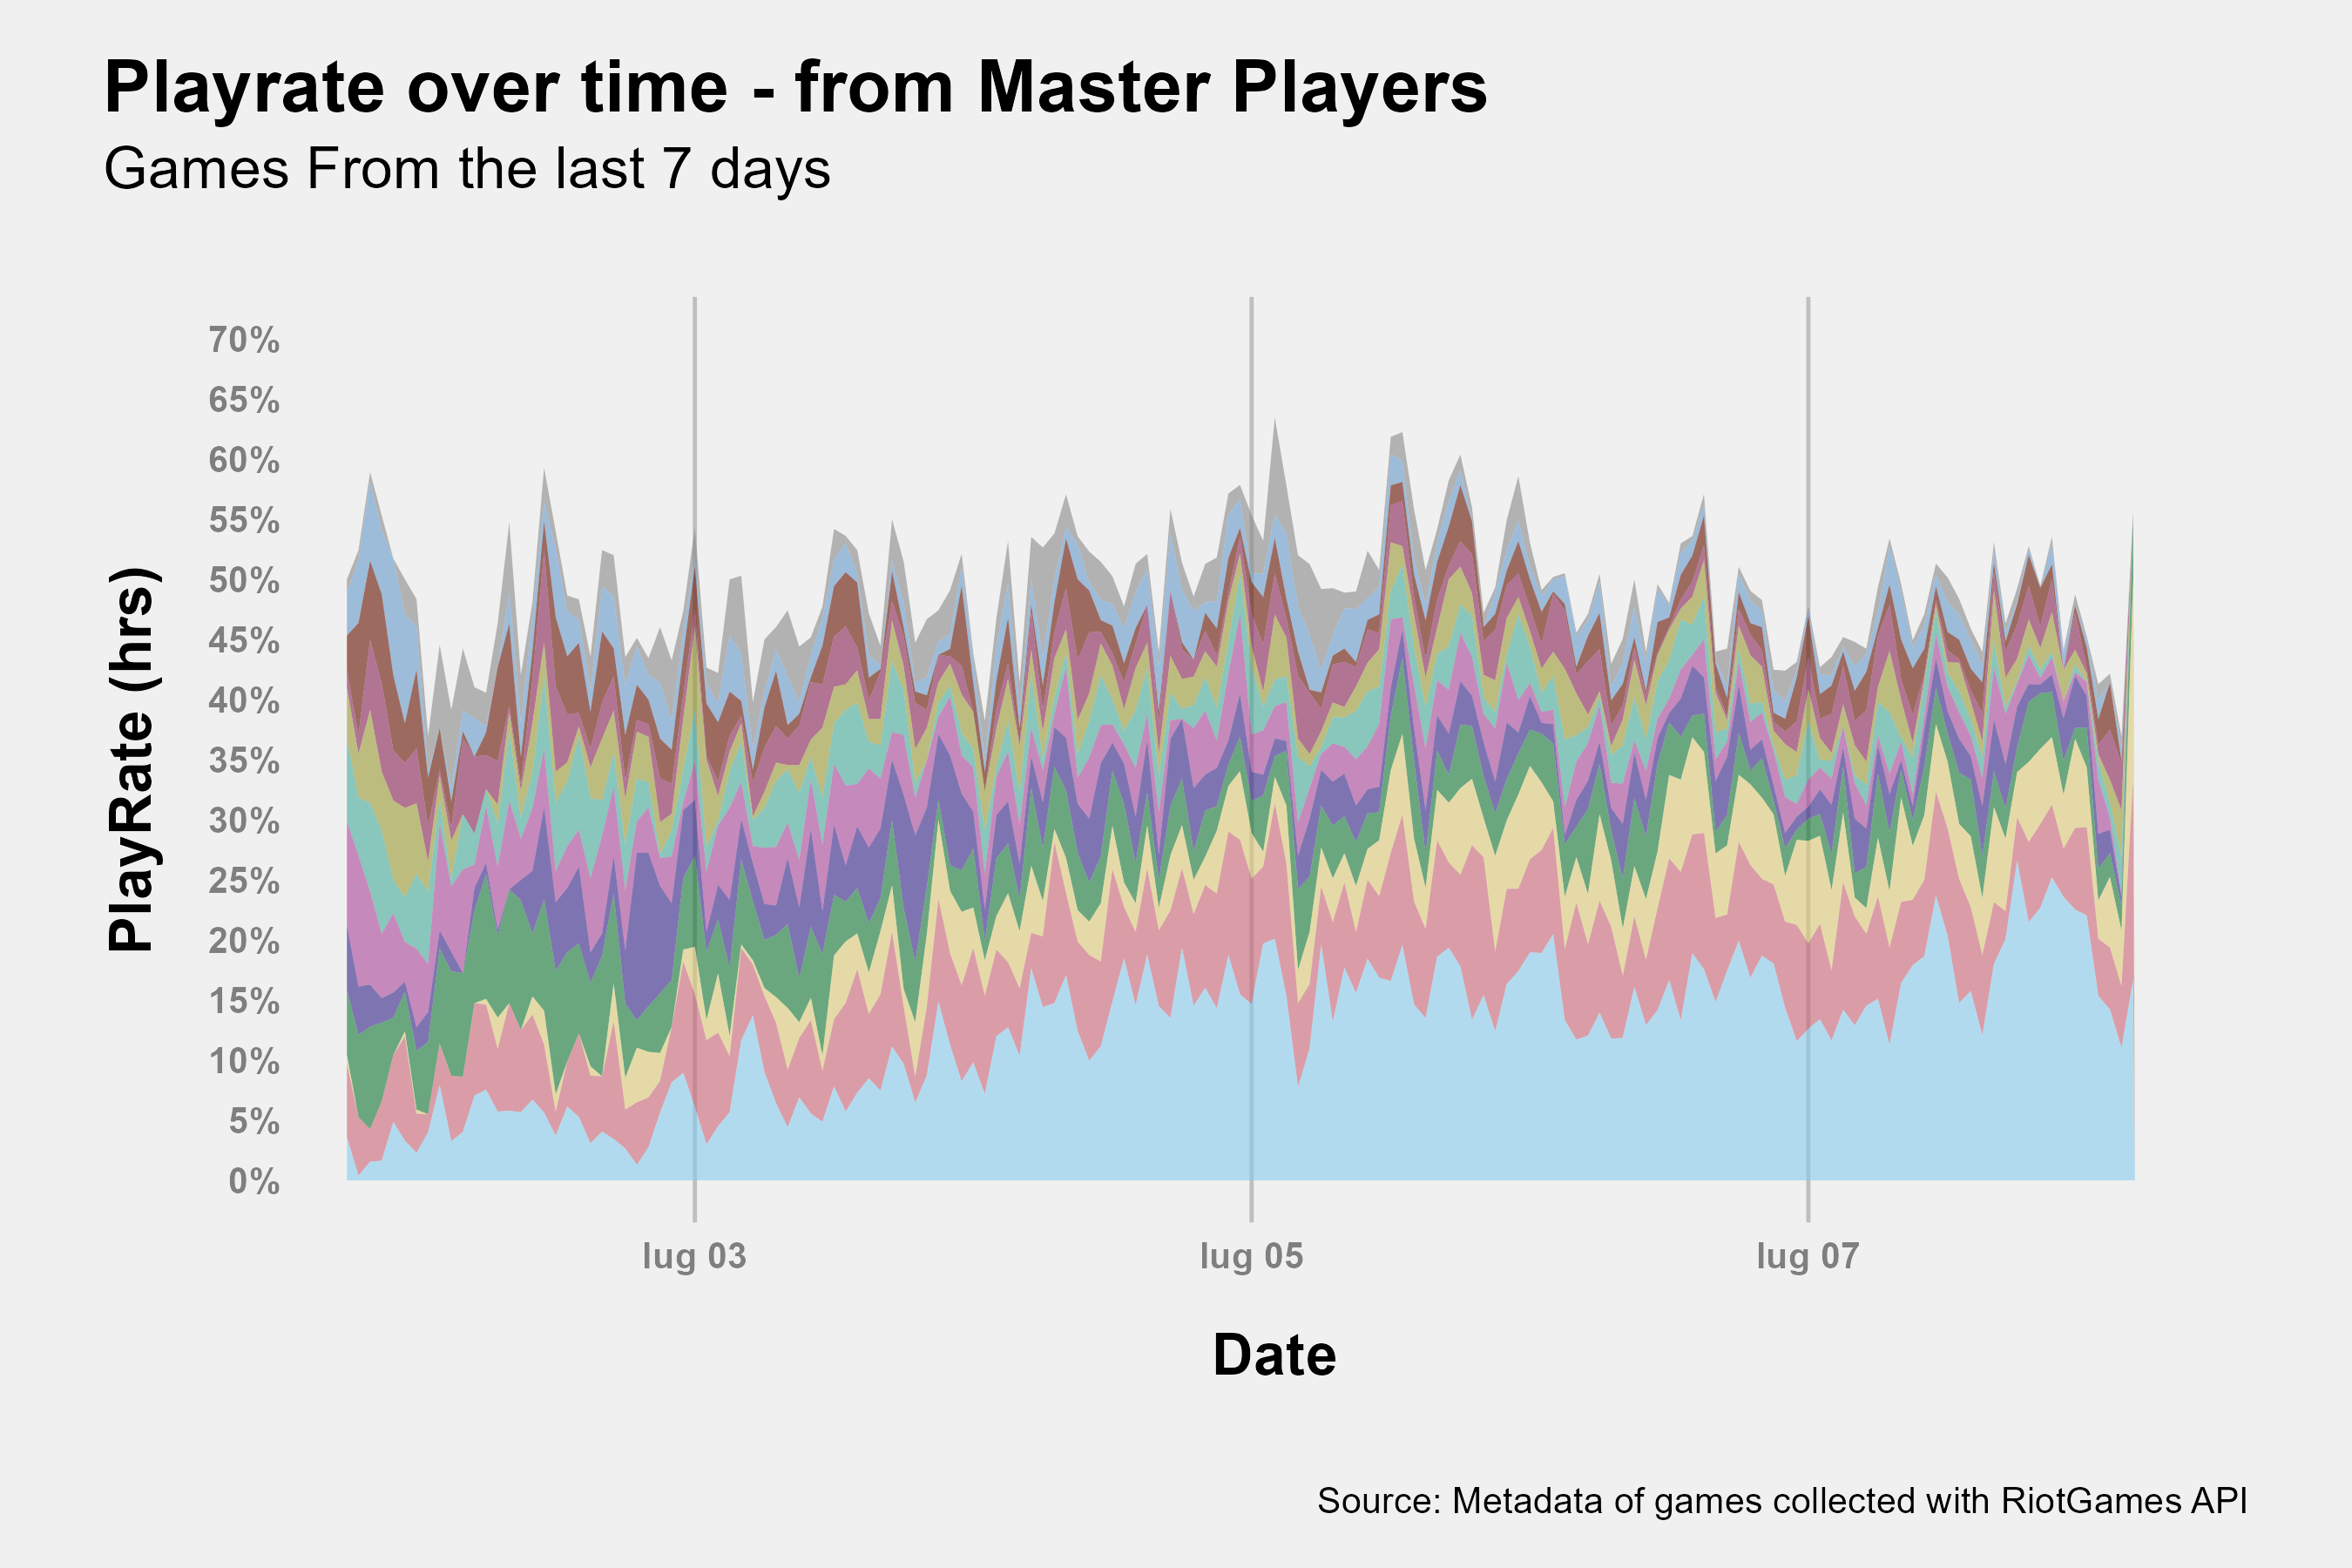 Playrate over time - from Master Players
Games From the last 7 days
PlayRate (hrs)
70%
65%
60%
55%
50%
45%
40%
35%
30%
25%
20%
15%
10%
5%
0%
lug 03
lug 05
lug 07
Date
Source: Metadata of games collected with RiotGames API